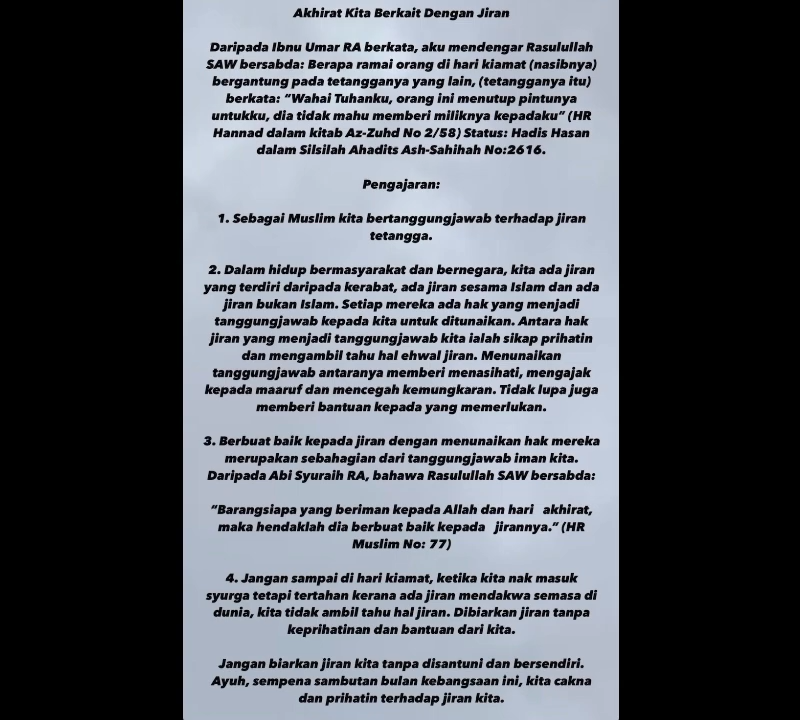 Akhirat Kita Berkait Dengan Jiran
Daripada Ibnu Umar RA berkata, aku mendengar Rasulullah
SAW bersabda: Berapa ramai orang di hari kiamat (nasibnya)
bergantung pada tetangganya yang lain, (tetangganya itu)
berkata: “Wahai Tuhanku, orang ini menutup pintunya
untukku, dia tidak mahu memberi miliknya kepadaku” (HR
Hannad dalam kitab Az-Zuhd No 2/58) Status: Hadis Hasan
dalam Silsilah Ahadits Ash-Sahihah No:2616.
Pengajaran:
1. Sebagai Muslim kita bertanggungjawab terhadap jiran
tetangga.
2. Dalam hidup bermasyarakat dan bernegara, kita ada jiran
yang terdiri daripada kerabat, ada jiran sesama Islam dan ada
jiran bukan Islam. Setiap mereka ada hak yang menjadi
tanggungjawab kepada kita untuk ditunaikan. Antara hak
jiran yang menjadi tanggungjawab kita ialah sikap prihatin
dan mengambil tahu hal ehwal jiran. Menunaikan
tanggungjawab antaranya memberi menasihati, mengajak
kepada maaruf dan mencegah kemungkaran. Tidak lupa juga
memberi bantuan kepada yang memerlukan.
3. Berbuat baik kepada jiran dengan menunaikan hak mereka
merupakan sebahagian dari tanggungjawab iman kita.
Daripada Abi Syuraih RA, bahawa Rasulullah SAW bersabda:
“Barangsiapa yang beriman kepada Allah dan hari akhirat,
maka hendaklah dia berbuat baik kepada jirannya.” (HR
Muslim No: 77)
4. Jangan sampai di hari kiamat, ketika kita nak masuk
syurga tetapi tertahan kerana ada jiran mendakwa semasa di
dunia, kita tidak ambil tahu hal jiran. Dibiarkan jiran tanpa
keprihatinan dan bantuan dari kita.
Jangan biarkan jiran kita tanpa disantuni dan bersendiri.
Ayuh, sempena sambutan bulan kebangsaan ini, kita cakna
dan prihatin terhadap jiran kita.